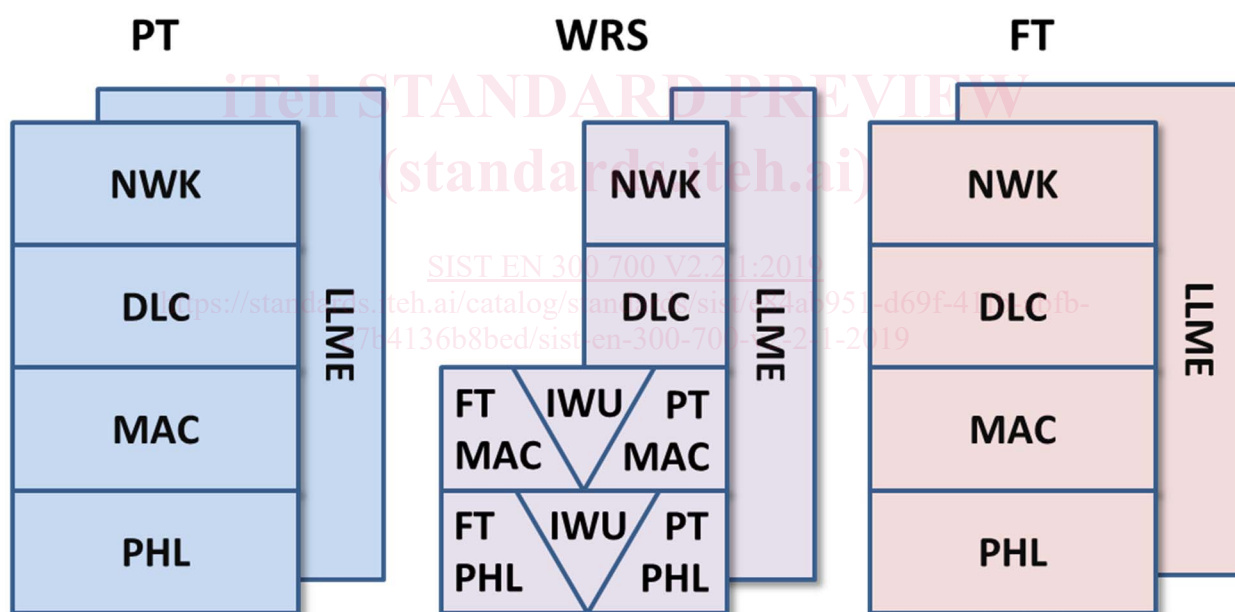 PT
WRS
FT
iTeh STANDARD PREVIEW
(standards.iteh.ai)
NWK
NWK
NWK
SIST EN 300 700 V2.2.1:2019
DLC
DLC
DLC
LLME
LLME
LLME
MAC
FT
MAC
IWU
PT
MAC
MAC
PHL
FT
PHL
IWU
PT
PHL
PHL